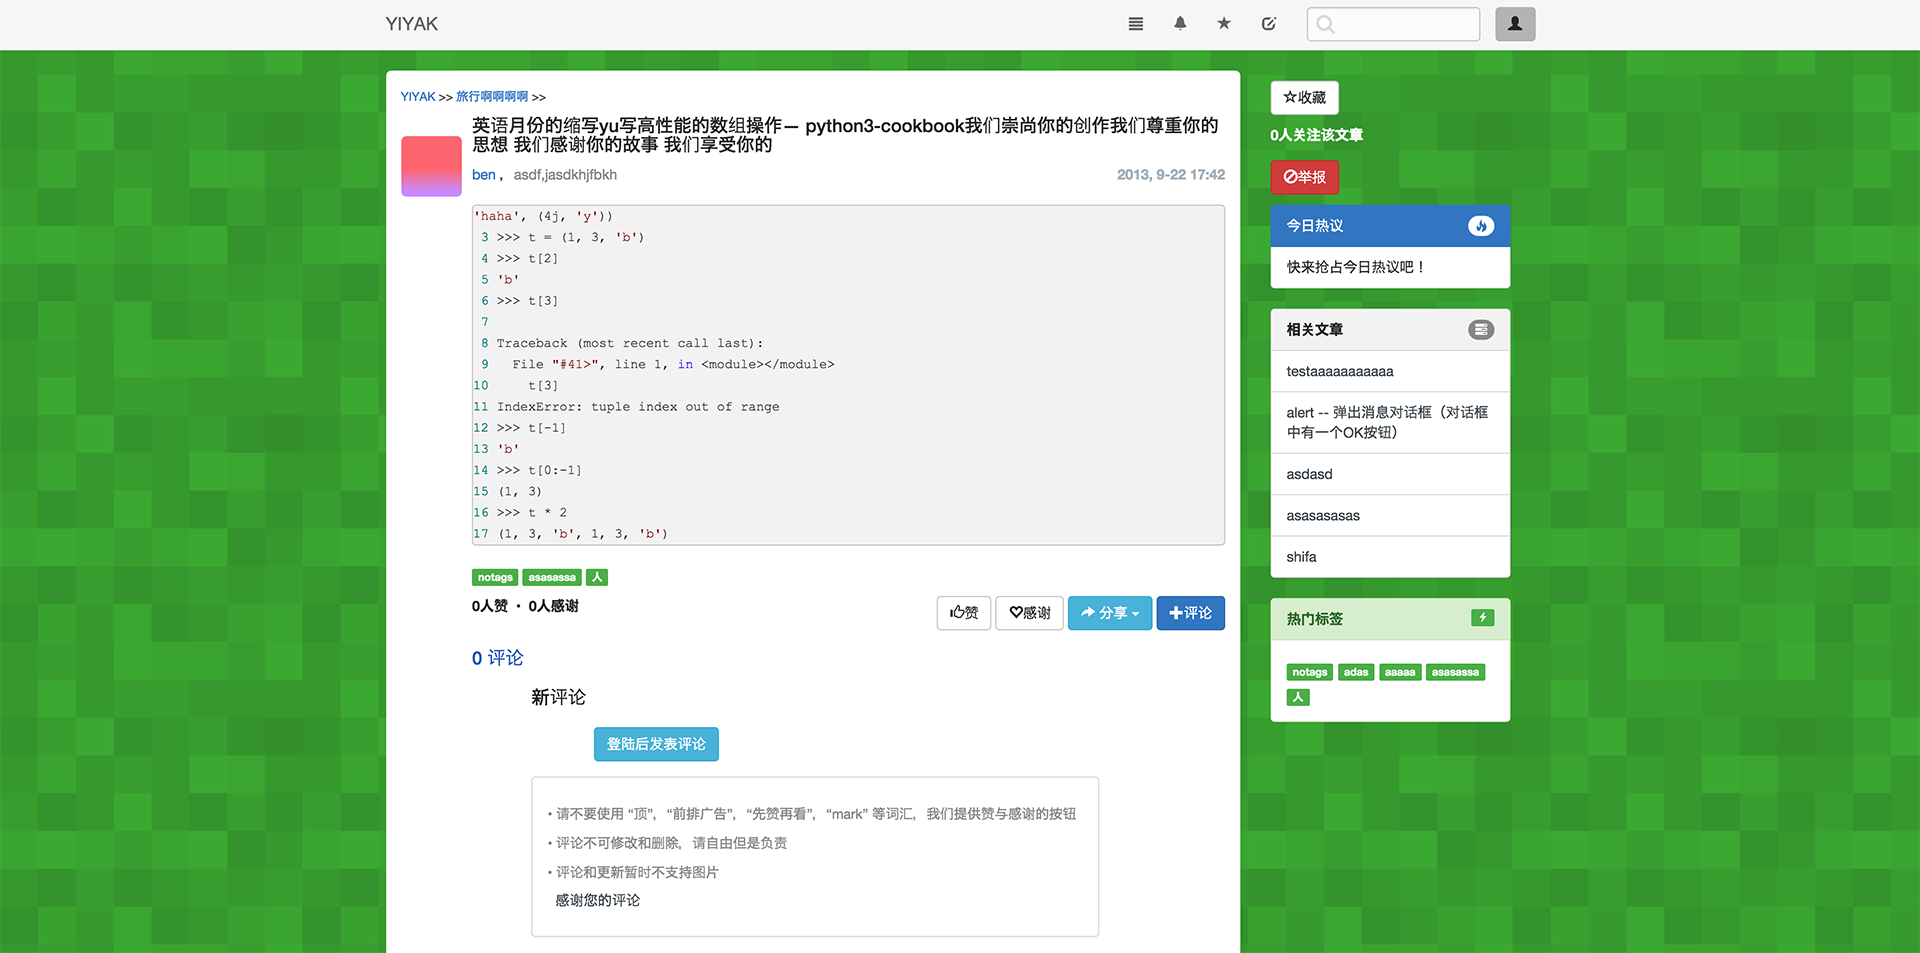 YIYAK
YIYAK >> 旅行啊啊啊啊 >>
英语月份的缩写yu写高性能的数组操作— python3-cookbook我们崇尚你的创作我们尊重你的
思想 我们感谢你的故事 我们享受你的
ben , asdf,jasdkhjfbkh
2013, 9-22 17:42
'haha', (4j, 'y'))
3 >>> t = (1, 3, 'b')
4 >>> t[2]
5 'b'
6 >>> t[3]
7
8 Traceback (most recent call last):
9   File "#41>", line 1, in <module></module>
10     t[3]
11 IndexError: tuple index out of range
12 >>> t[-1]
13 'b'
14 >>> t[0:-1]
15 (1, 3)
16 >>> t * 2
17 (1, 3, 'b', 1, 3, 'b')
notags asasassa 人
0人赞 · 0人感谢
赞 感谢 分享 评论
0 评论
新评论
登陆后发表评论
• 请不要使用 “顶”，“前排广告”，“先赞再看”，“mark” 等词汇，我们提供赞与感谢的按钮
• 评论不可修改和删除，请自由但是负责
• 评论和更新暂时不支持图片
感谢您的评论
收藏
0人关注该文章
举报
今日热议
快来抢占今日热议吧！
相关文章
testaaaaaaaaaaa
alert -- 弹出消息对话框（对话框
中有一个OK按钮）
asdasd
asasasasas
shifa
热门标签
notags adas aaaaa asasassa
人